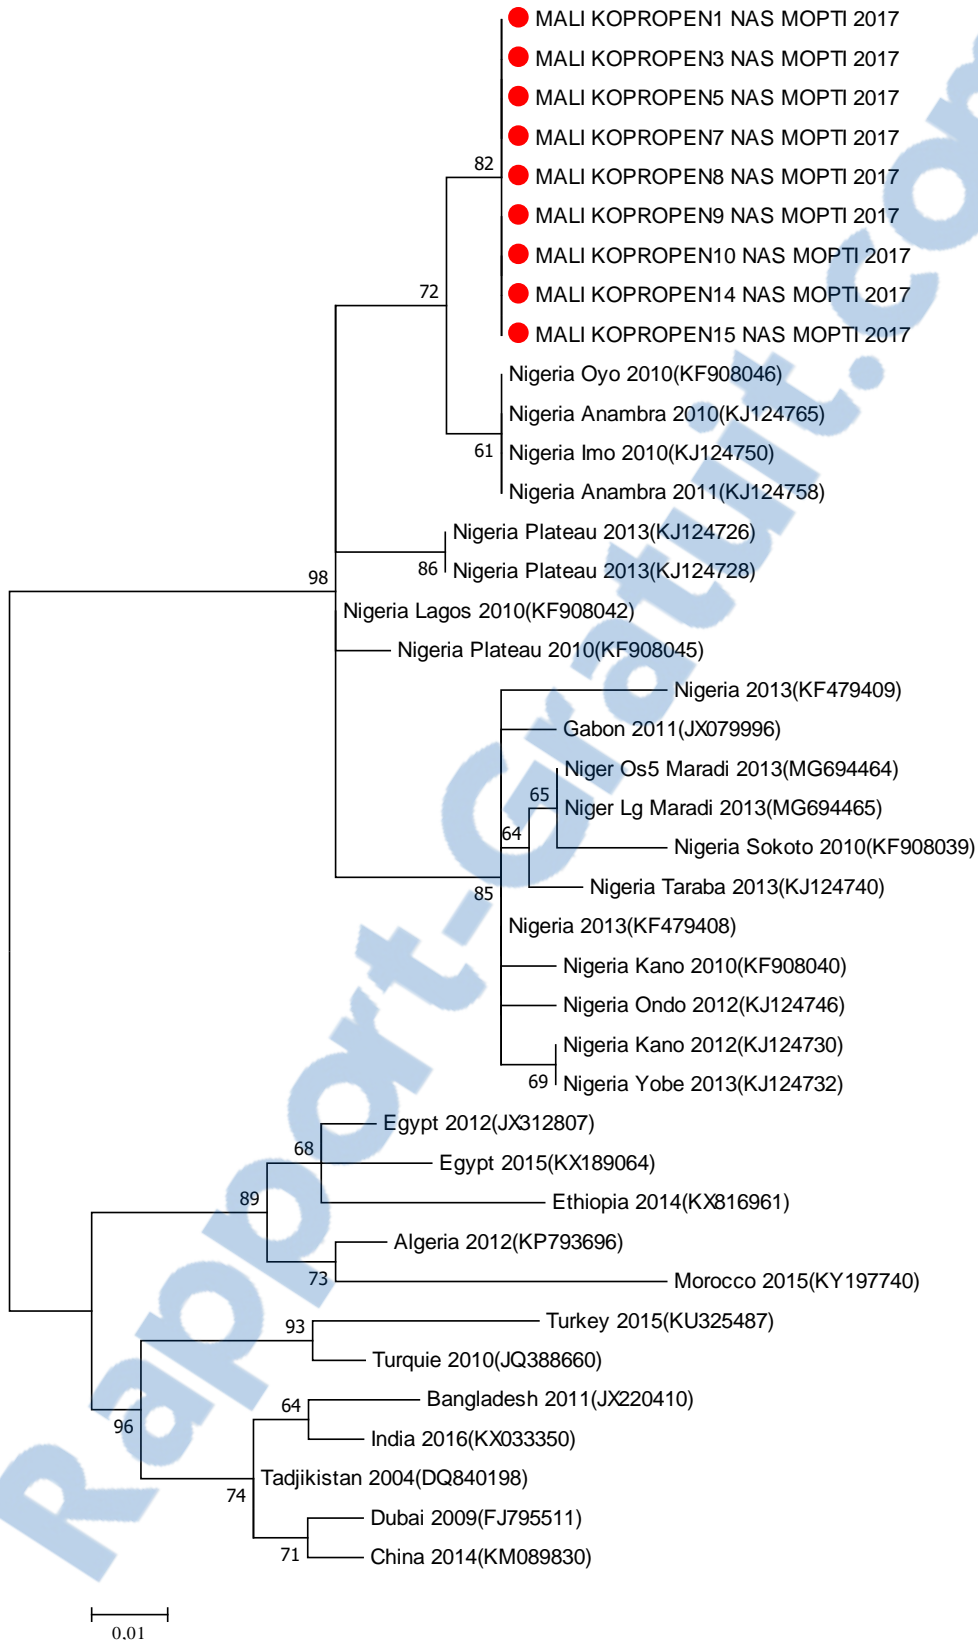 MALI KOPROPEN1 NAS MOPTI 2017
MALI KOPROPEN3 NAS MOPTI 2017
MALI KOPROPEN5 NAS MOPTI 2017
MALI KOPROPEN7 NAS MOPTI 2017
82
MALI KOPROPEN8 NAS MOPTI 2017
MALI KOPROPEN9 NAS MOPTI 2017
MALI KOPROPEN10 NAS MOPTI 2017
72
MALI KOPROPEN14 NAS MOPTI 2017
MALI KOPROPEN15 NAS MOPTI 2017
Nigeria Oyo 2010(KF908046)
Nigeria Anambra 2010(KJ124765)
61
Nigeria Imo 2010(KJ124750)
Nigeria Anambra 2011(KJ124758)
Nigeria Plateau 2013(KJ124726)
86
Nigeria Plateau 2013(KJ124728)
98
Nigeria Lagos 2010(KF908042)
Nigeria Plateau 2010(KF908045)
Nigeria 2013(KF479409)
Gabon 2011(JX079996)
Niger Os5 Maradi 2013(MG694464)
65
Niger Lg Maradi 2013(MG694465)
64
Nigeria Sokoto 2010(KF908039)
Nigeria Taraba 2013(KJ124740)
85
Nigeria 2013(KF479408)
Nigeria Kano 2010(KF908040)
Nigeria Ondo 2012(KJ124746)
Nigeria Kano 2012(KJ124730)
69
Nigeria Yobe 2013(KJ124732)
Egypt 2012(JX312807)
68
Egypt 2015(KX189064)
89
Ethiopia 2014(KX816961)
Algeria 2012(KP793696)
73
Morocco 2015(KY197740)
Turkey 2015(KU325487)
93
Turquie 2010(JQ388660)
Bangladesh 2011(JX220410)
64
96
India 2016(KX033350)
Tadjikistan 2004(DQ840198)
74
Dubai 2009(FJ795511)
71
China 2014(KM089830)
0,01
Rapport-Gratuit.com